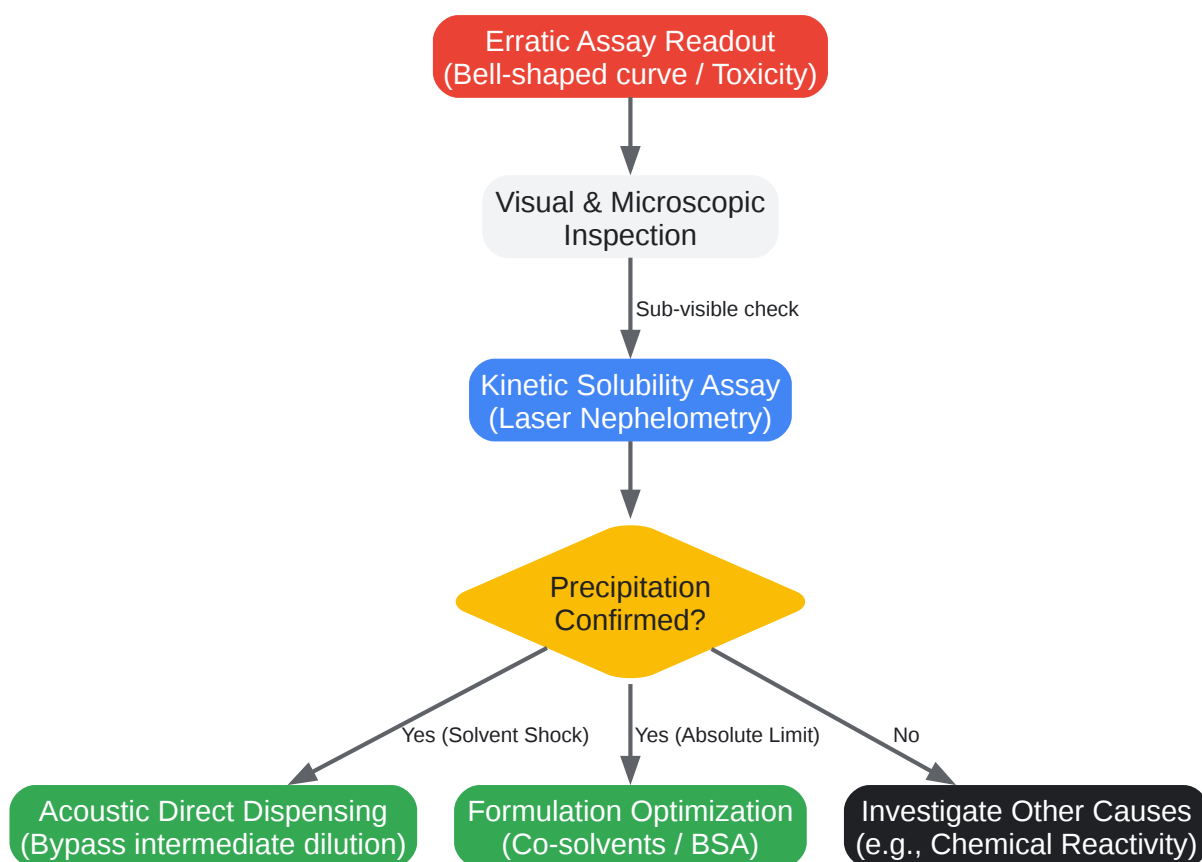 Erratic Assay Readout
(Bell-shaped curve / Toxicity)
Visual & Microscopic
Inspection
Sub-visible check
Kinetic Solubility Assay
(Laser Nephelometry)
Precipitation
Confirmed?
Yes (Solvent Shock)
Yes (Absolute Limit)
No
Acoustic Direct Dispensing
(Bypass intermediate dilution)
Formulation Optimization
(Co-solvents / BSA)
Investigate Other Causes
(e.g., Chemical Reactivity)